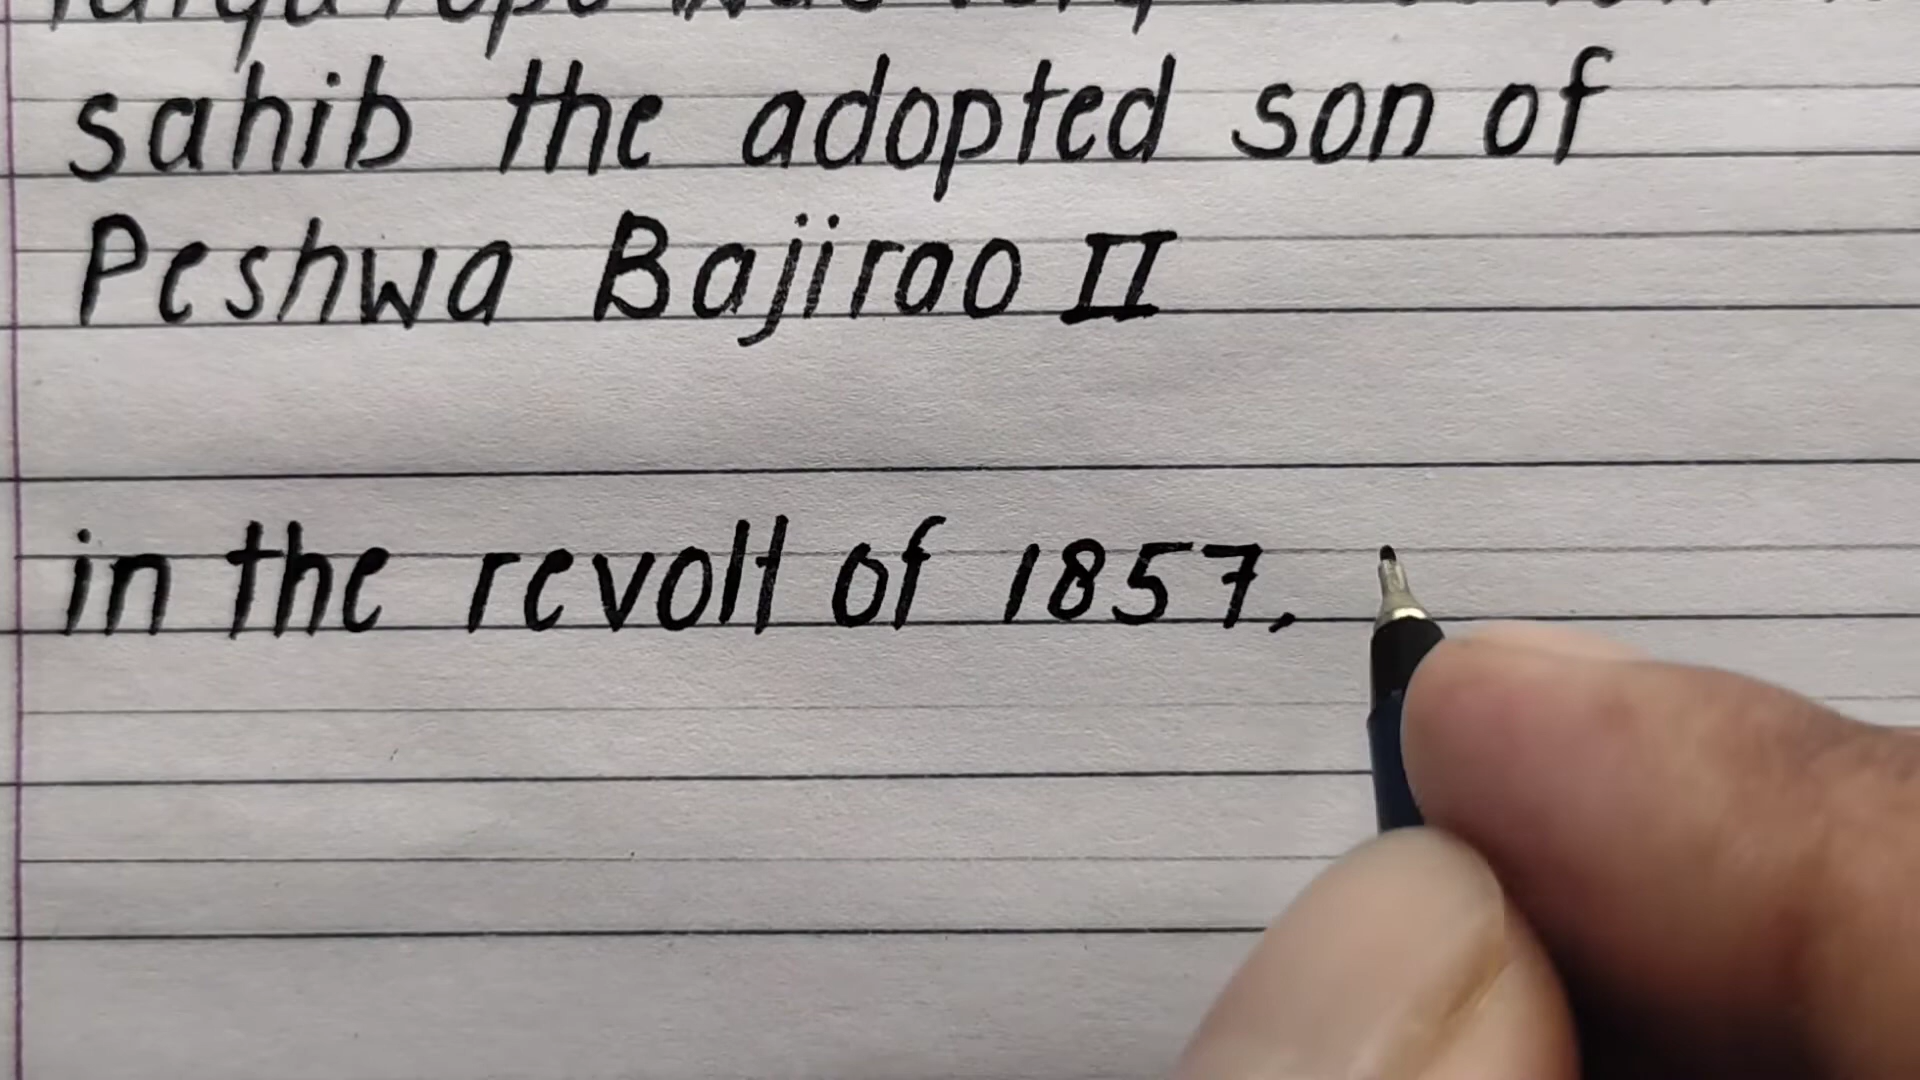 sahib the adopted son of
Peshwa Bajirao II
in the revolt of 1857,